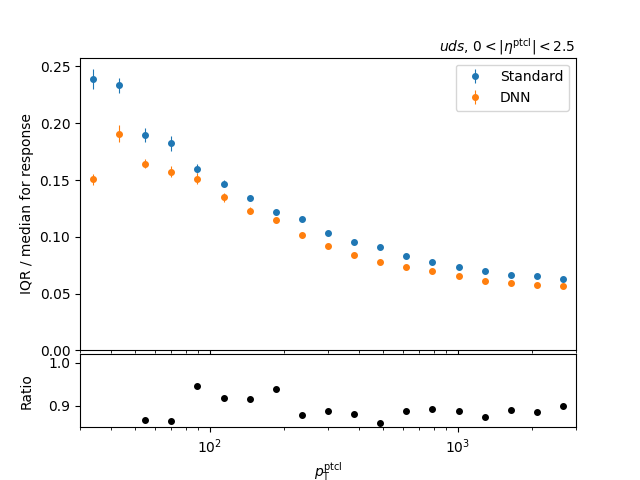 uds, 0 < |η^ptcl| < 2.5
0.25
0.20
0.15
0.10
0.05
0.00
IQR / median for response
Standard
DNN
1.0
0.9
Ratio
10^2
10^3
p_T^ptcl